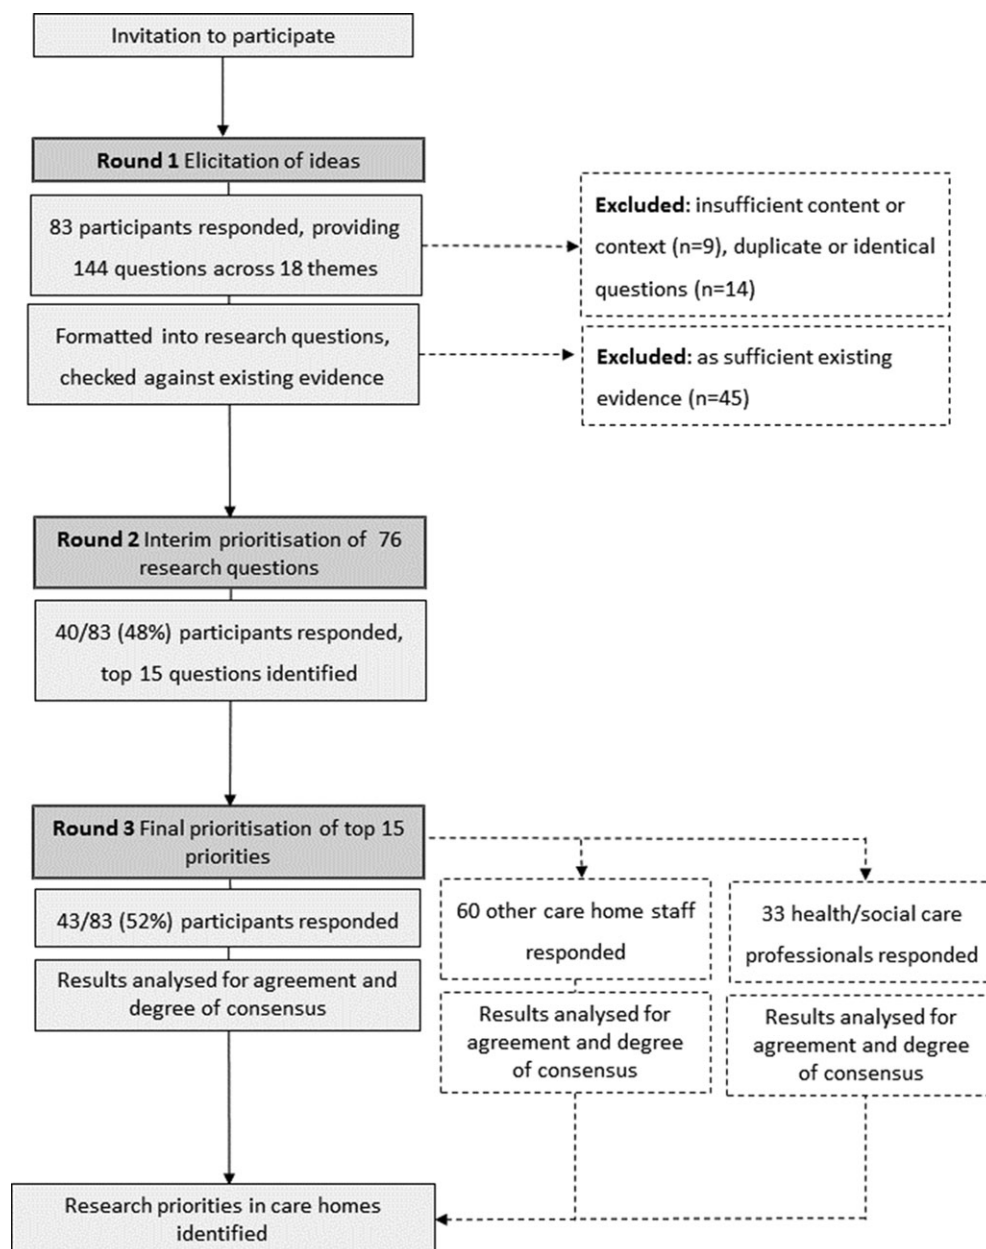 Invitation to participate
Round 1 Elicitation of ideas
83 participants responded, providing
144 questions across 18 themes
Excluded: insufficient content or
context (n=9), duplicate or identical
questions (n=14)
Formatted into research questions,
checked against existing evidence
Excluded: as sufficient existing
evidence (n=45)
Round 2 Interim prioritisation of 76
research questions
40/83 (48%) participants responded,
top 15 questions identified
Round 3 Final prioritisation of top 15
priorities
43/83 (52%) participants responded
Results analysed for agreement and
degree of consensus
60 other care home staff
responded
Results analysed for
agreement and degree
of consensus
33 health/social care
professionals responded
Results analysed for
agreement and degree
of consensus
Research priorities in care homes
identified